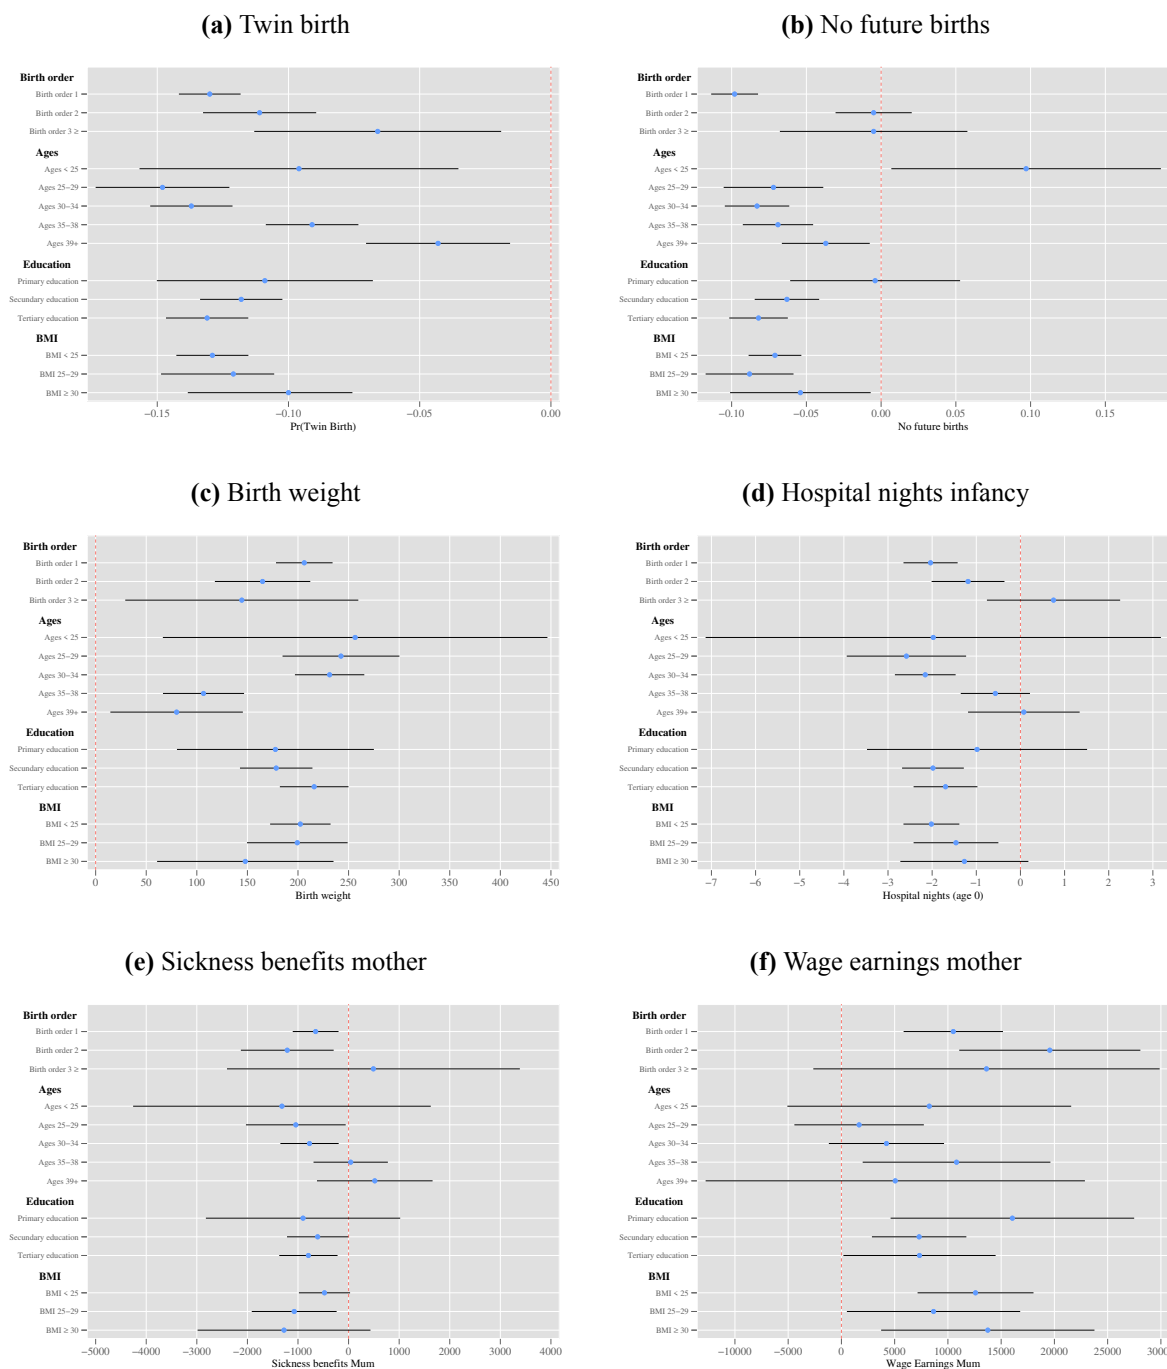 (a) Twin birth
Birth order
Birth order 1
Birth order 2
Birth order 3 ≥
Ages
Ages < 25
Ages 25−29
Ages 30−34
Ages 35−38
Ages 39+
Education
Primary education
Secundary education
Tertiary education
BMI
BMI < 25
BMI 25−29
BMI ≥ 30
−0.15 −0.10 −0.05 0.00
Pr(Twin Birth)
(b) No future births
Birth order
Birth order 1
Birth order 2
Birth order 3 ≥
Ages
Ages < 25
Ages 25−29
Ages 30−34
Ages 35−38
Ages 39+
Education
Primary education
Secundary education
Tertiary education
BMI
BMI < 25
BMI 25−29
BMI ≥ 30
−0.10 −0.05 0.00 0.05 0.10 0.15
No future births
(c) Birth weight
Birth order
Birth order 1
Birth order 2
Birth order 3 ≥
Ages
Ages < 25
Ages 25−29
Ages 30−34
Ages 35−38
Ages 39+
Education
Primary education
Secundary education
Tertiary education
BMI
BMI < 25
BMI 25−29
BMI ≥ 30
0 50 100 150 200 250 300 350 400 450
Birth weight
(d) Hospital nights infancy
Birth order
Birth order 1
Birth order 2
Birth order 3 ≥
Ages
Ages < 25
Ages 25−29
Ages 30−34
Ages 35−38
Ages 39+
Education
Primary education
Secundary education
Tertiary education
BMI
BMI < 25
BMI 25−29
BMI ≥ 30
−7 −6 −5 −4 −3 −2 −1 0 1 2 3
Hospital nights (age 0)
(e) Sickness benefits mother
Birth order
Birth order 1
Birth order 2
Birth order 3 ≥
Ages
Ages < 25
Ages 25−29
Ages 30−34
Ages 35−38
Ages 39+
Education
Primary education
Secundary education
Tertiary education
BMI
BMI < 25
BMI 25−29
BMI ≥ 30
−5000 −4000 −3000 −2000 −1000 0 1000 2000 3000 4000
Sickness benefits Mum
(f) Wage earnings mother
Birth order
Birth order 1
Birth order 2
Birth order 3 ≥
Ages
Ages < 25
Ages 25−29
Ages 30−34
Ages 35−38
Ages 39+
Education
Primary education
Secundary education
Tertiary education
BMI
BMI < 25
BMI 25−29
BMI ≥ 30
−10000 −5000 0 5000 10000 15000 20000 25000
Wage Earnings Mum